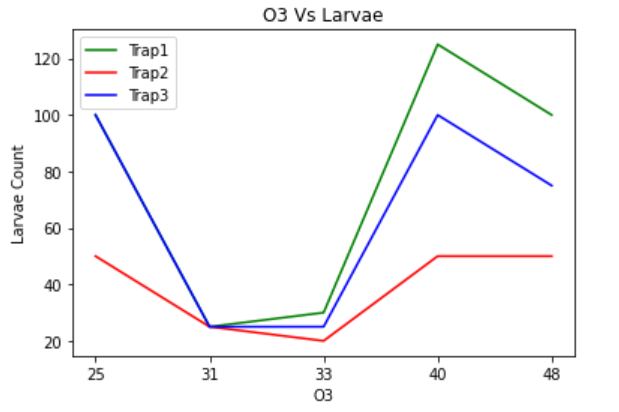 O3 Vs Larvae
Trap1
Trap2
Trap3
Larvae Count
120
100
80
60
40
20
25 31 33 40 48
O3